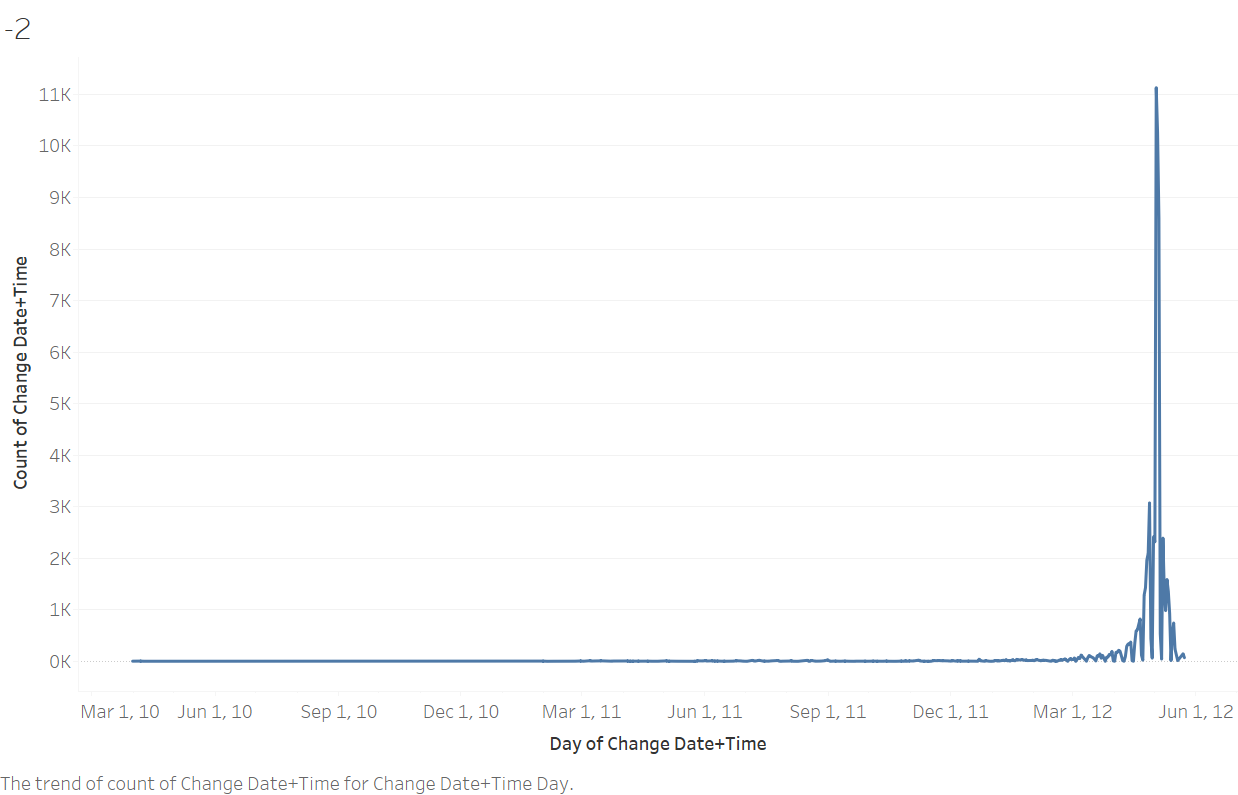 -2
11K
10K
9K
8K
7K
6K
5K
4K
3K
2K
1K
0K
Count of Change Date+Time
Mar 1, 10 Jun 1, 10 Sep 1, 10 Dec 1, 10 Mar 1, 11 Jun 1, 11 Sep 1, 11 Dec 1, 11 Mar 1, 12 Jun 1, 12
Day of Change Date+Time
The trend of count of Change Date+Time for Change Date+Time Day.